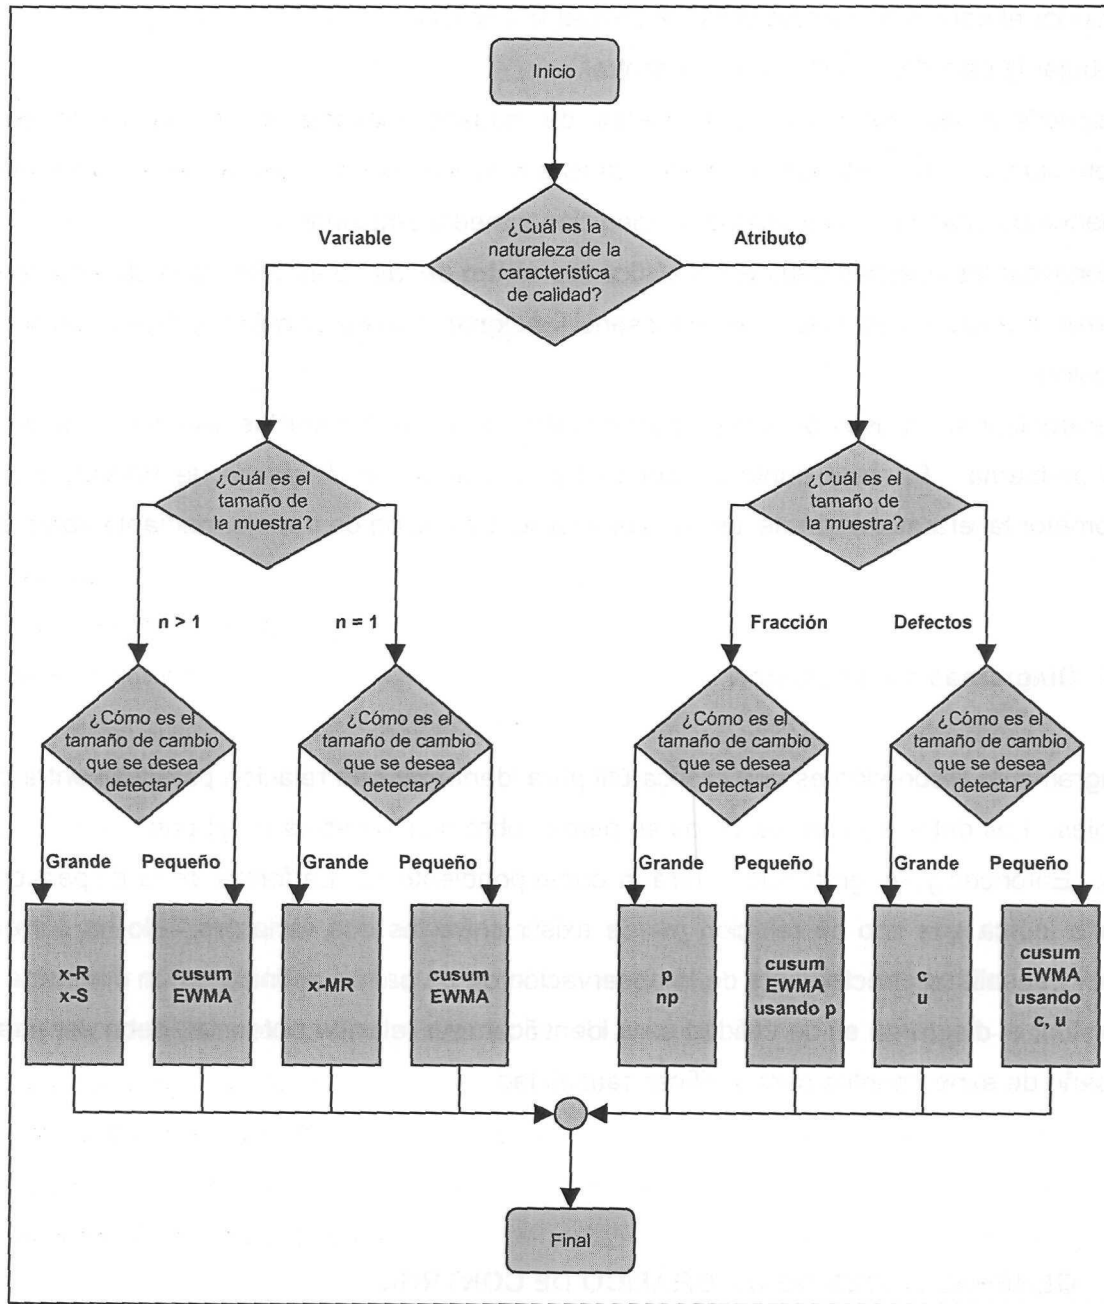 Inicio
¿Cuál es la
naturaleza de la
característica
de calidad?
Variable
Atributo
¿Cuál es el
tamaño de
la muestra?
¿Cuál es el
tamaño de
la muestra?
n > 1
n = 1
Fracción
Defectos
¿Cómo es el
tamaño de cambio
que se desea
detectar?
¿Cómo es el
tamaño de cambio
que se desea
detectar?
¿Cómo es el
tamaño de cambio
que se desea
detectar?
¿Cómo es el
tamaño de cambio
que se desea
detectar?
Grande
Pequeño
Grande
Pequeño
Grande
Pequeño
Grande
Pequeño
x-R
x-S
cusum
EWMA
x-MR
cusum
EWMA
p
np
cusum
EWMA
usando p
c
u
cusum
EWMA
usando
c, u
Final